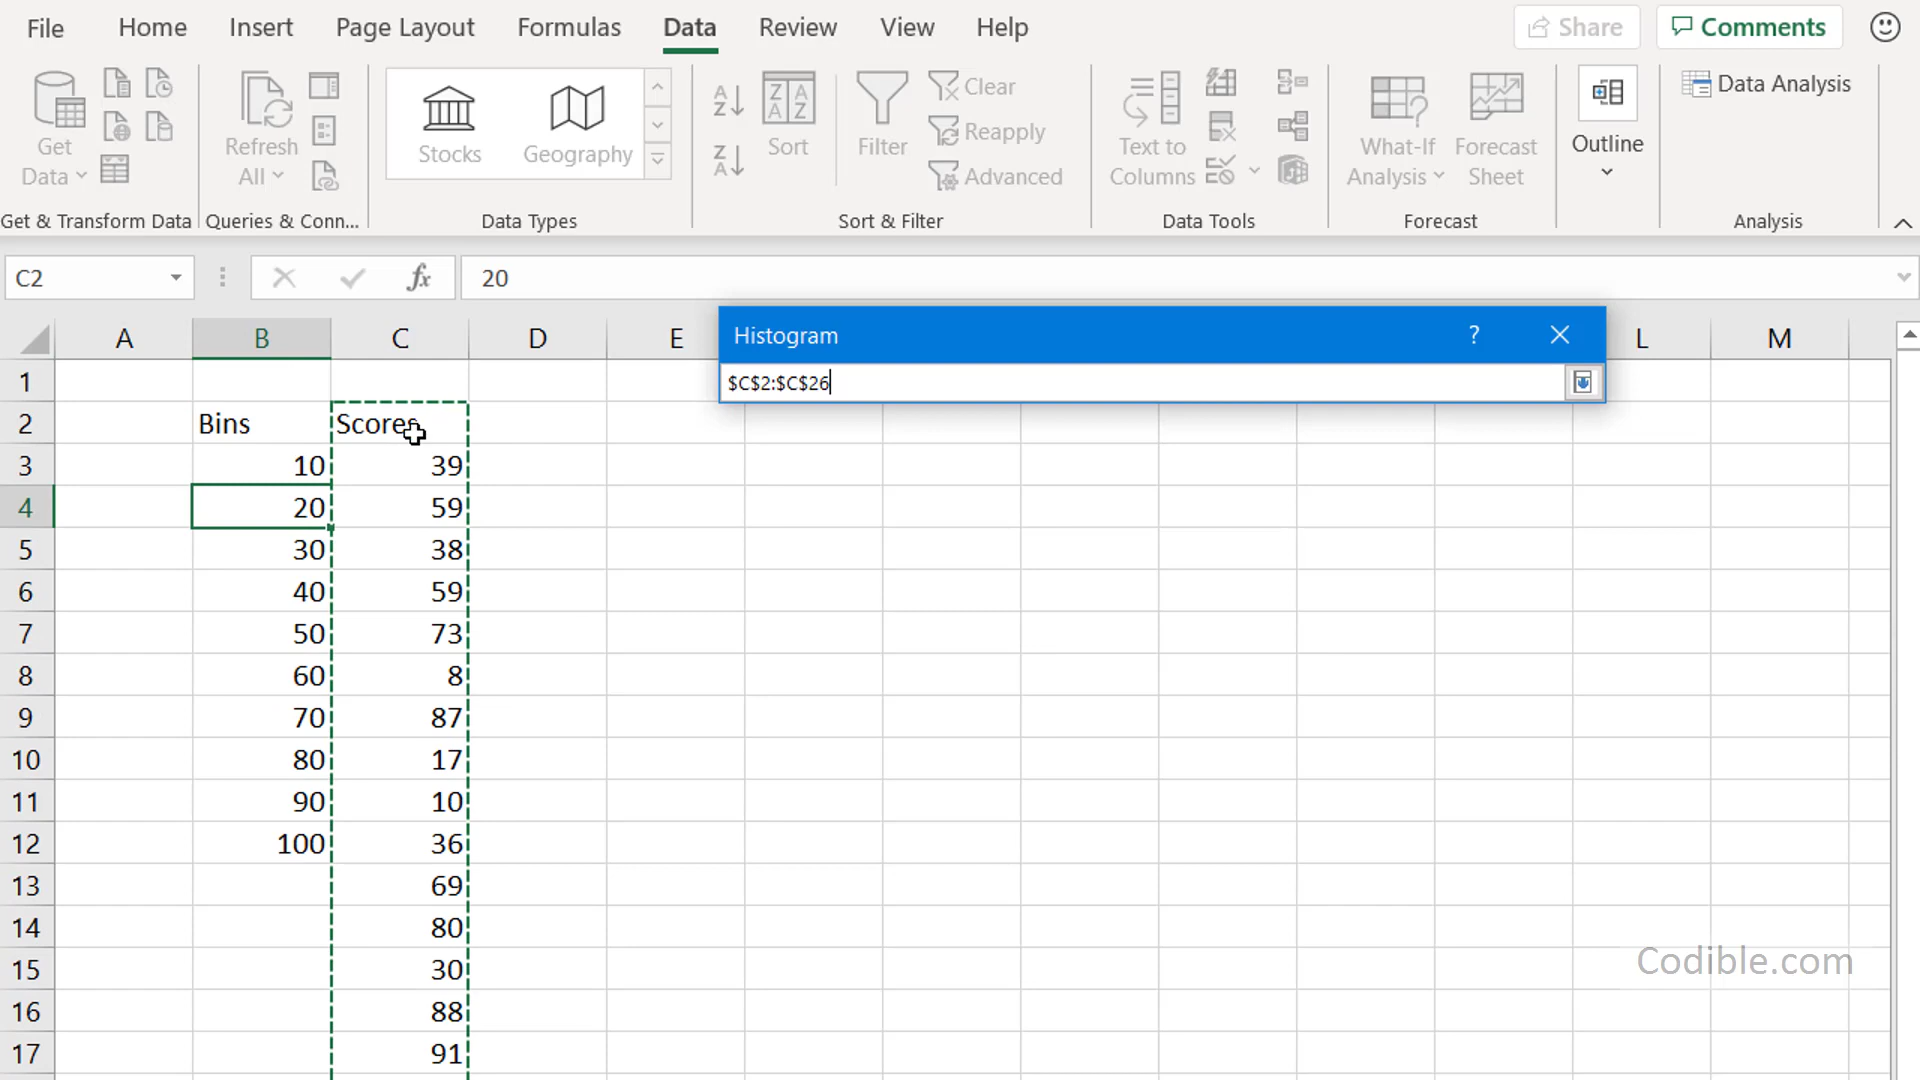 File Home Insert Page Layout Formulas Data Review View Help Share Comments
Get Data
Refresh All
Stocks Geography
A Z
Z A
Z A A Z
Sort
Filter
Clear
Reapply
Advanced
Text to Columns
What-If Analysis
Forecast Sheet
Outline
Data Analysis
Get & Transform Data Queries & Conn... Data Types Sort & Filter Data Tools Forecast Analysis
C2 fx 20
Histogram ?
$C$2:$C$26
A B C D E L M
1
2 Bins Scores
3 10 39
4 20 59
5 30 38
6 40 59
7 50 73
8 60 8
9 70 87
10 80 17
11 90 10
12 100 36
13 69
14 80
15 30
16 88
17 91
Codible.com